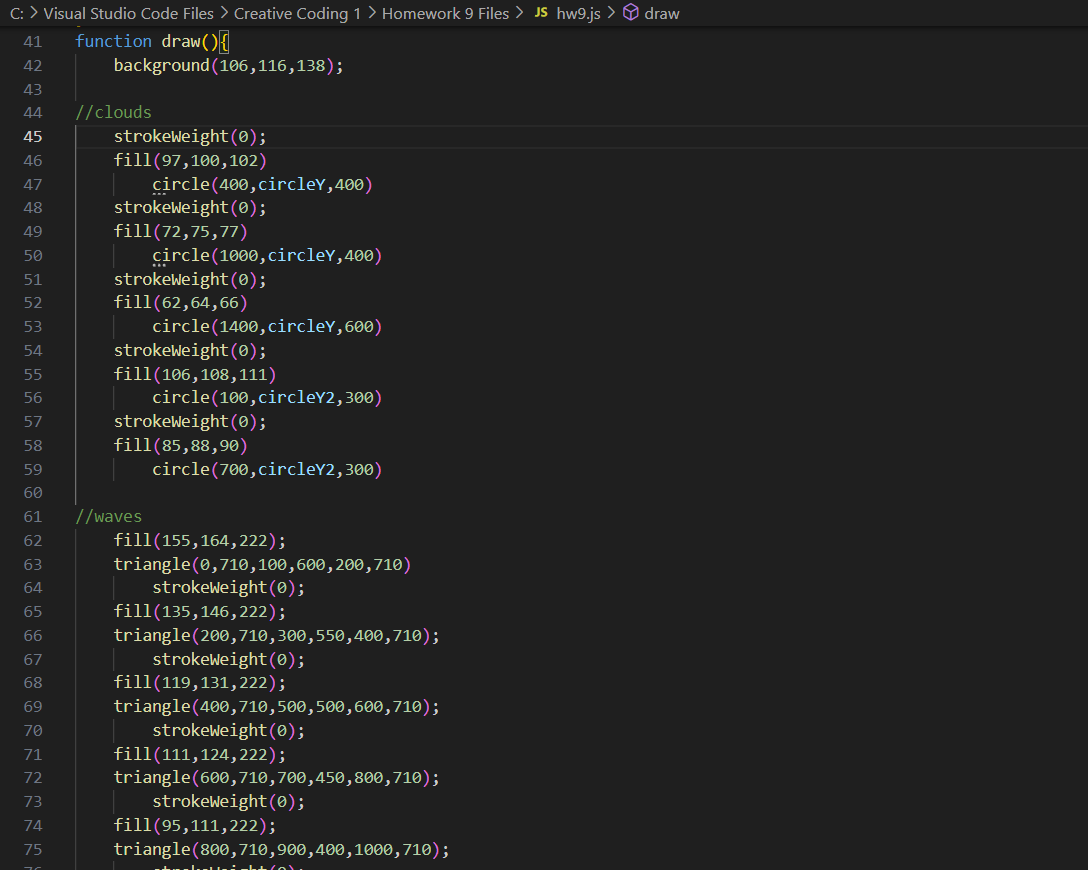 C: > Visual Studio Code Files > Creative Coding 1 > Homework 9 Files > JS hw9.js > draw
41 function draw(){
42     background(106,116,138);
43
44 //clouds
45     strokeWeight(0);
46     fill(97,100,102)
47         circle(400,circleY,400)
48     strokeWeight(0);
49     fill(72,75,77)
50         circle(1000,circleY,400)
51     strokeWeight(0);
52     fill(62,64,66)
53         circle(1400,circleY,600)
54     strokeWeight(0);
55     fill(106,108,111)
56         circle(100,circleY2,300)
57     strokeWeight(0);
58     fill(85,88,90)
59         circle(700,circleY2,300)
60
61 //waves
62     fill(155,164,222);
63     triangle(0,710,100,600,200,710)
64         strokeWeight(0);
65     fill(135,146,222);
66     triangle(200,710,300,550,400,710);
67         strokeWeight(0);
68     fill(119,131,222);
69     triangle(400,710,500,500,600,710);
70         strokeWeight(0);
71     fill(111,124,222);
72     triangle(600,710,700,450,800,710);
73         strokeWeight(0);
74     fill(95,111,222);
75     triangle(800,710,900,400,1000,710);
76         strokeWeight(0);